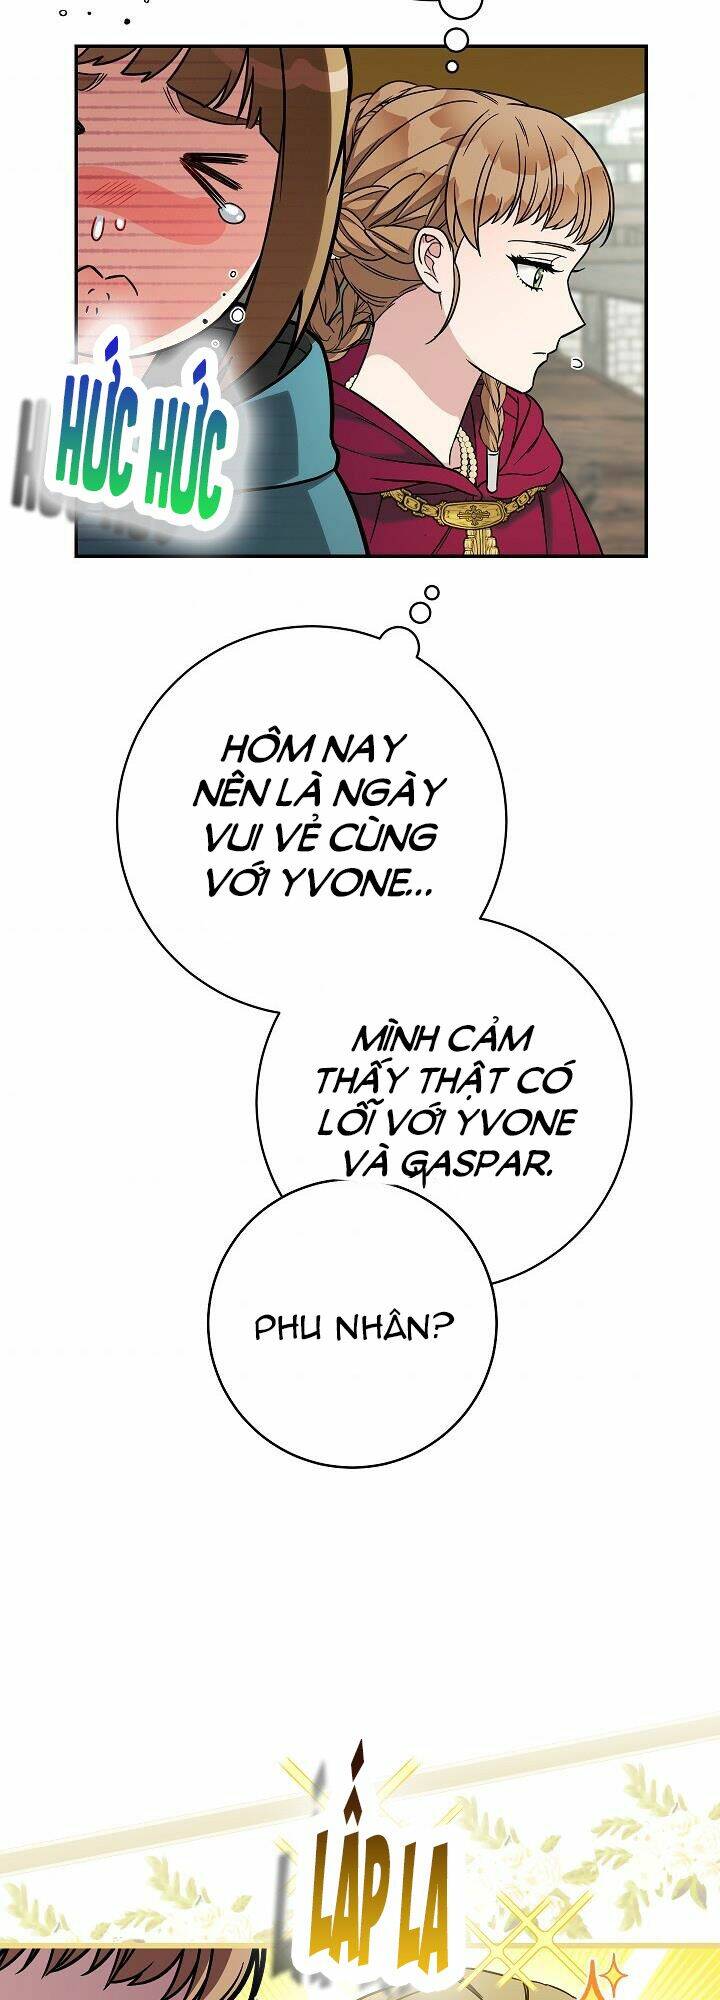 HỨC HỨC
HÔM NAY
NÊN LÀ NGÀY
VUI VẺ CÙNG
VỚI YVONE...
MÌNH CẢM
THẤY THẬT CÓ
LỖI VỚI YVONE
VÀ GASPAR.
PHU NHÂN?
LẤP LA